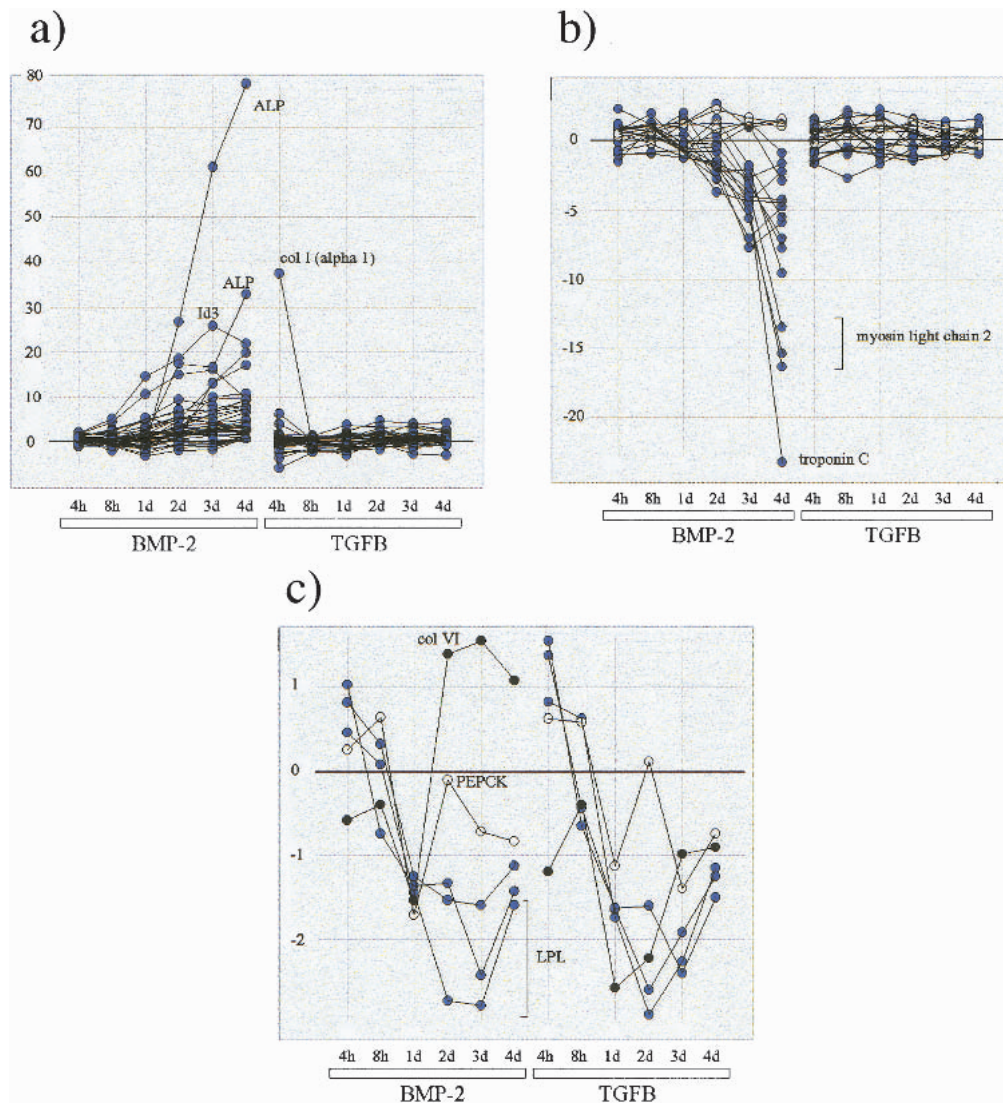 a)
80
70
60
50
40
30
20
10
0
ALP
ALP
Id3
col I (alpha 1)
4h 8h 1d 2d 3d 4d 4h 8h 1d 2d 3d 4d
BMP-2 TGFB
b)
0
-5
-10
-15
-20
myosin light chain 2
troponin C
4h 8h 1d 2d 3d 4d 4h 8h 1d 2d 3d 4d
BMP-2 TGFB
c)
1
0
-1
-2
col VI
PEPCK
LPL
4h 8h 1d 2d 3d 4d 4h 8h 1d 2d 3d 4d
BMP-2 TGFB